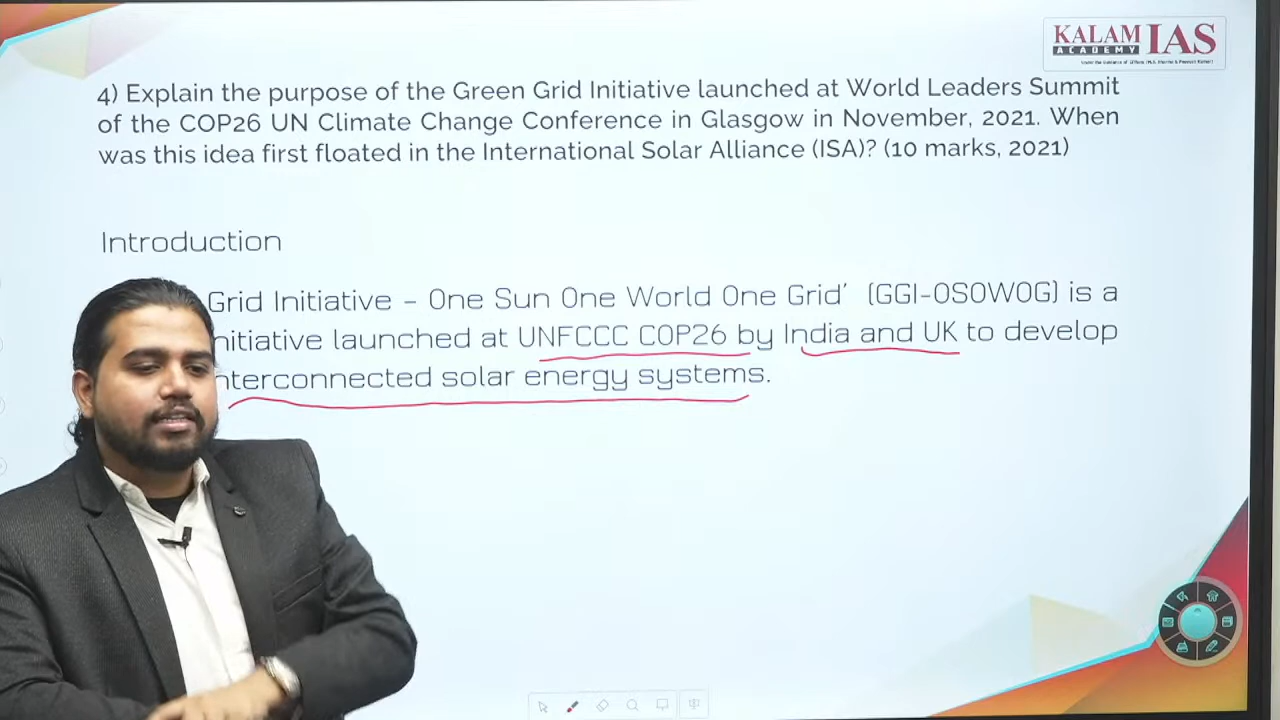 KALAM IAS
ACADEMY
4) Explain the purpose of the Green Grid Initiative launched at World Leaders Summit
of the COP26 UN Climate Change Conference in Glasgow in November, 2021. When
was this idea first floated in the International Solar Alliance (ISA)? (10 marks, 2021)
Introduction
Grid Initiative – One Sun One World One Grid’ (GGI-OSOWOG) is a
nitiative launched at UNFCCC COP26 by India and UK to develop
nterconnected solar energy systems.